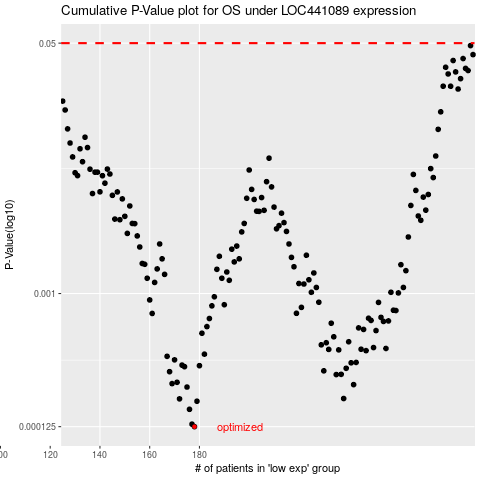 Cumulative P-Value plot for OS under LOC441089 expression
0.05
P-Value(log10)
0.001
0.000125
optimized
00 120 140 160 180
# of patients in 'low exp' group